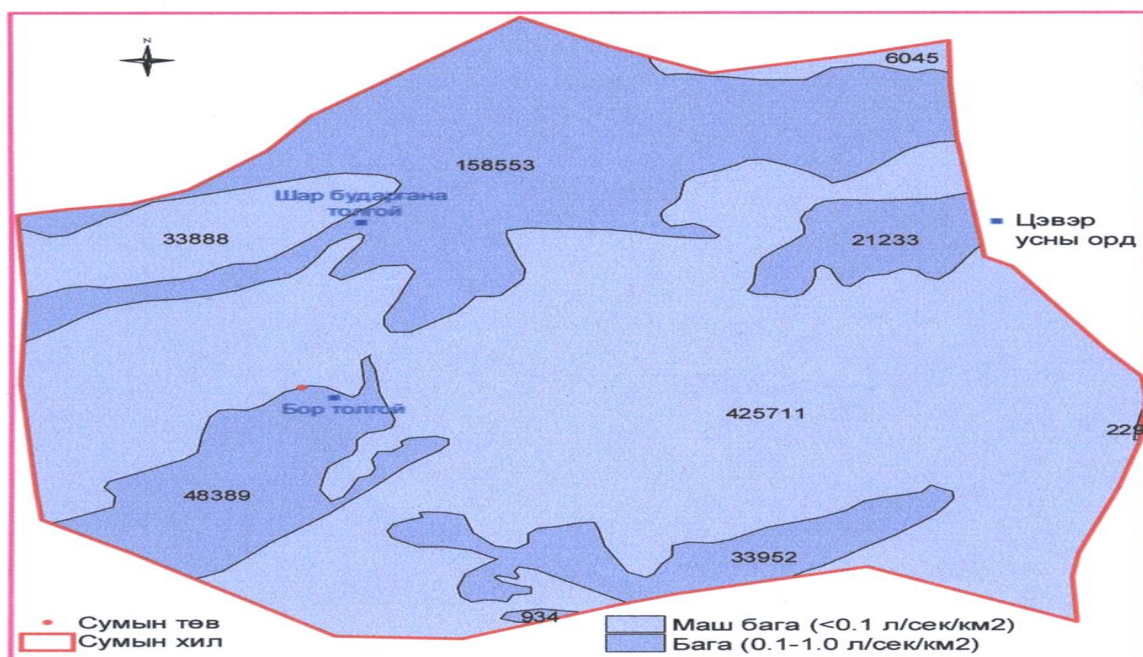 N
6045
158553
Шар бударгана
толгой
33888
21233
Цэвэр
усны орд
425711
Бор толгой
229
48389
33952
934
Сумын төв
Сумын хил
Маш бага (<0.1 л/сек/км2)
Бага (0.1-1.0 л/сек/км2)